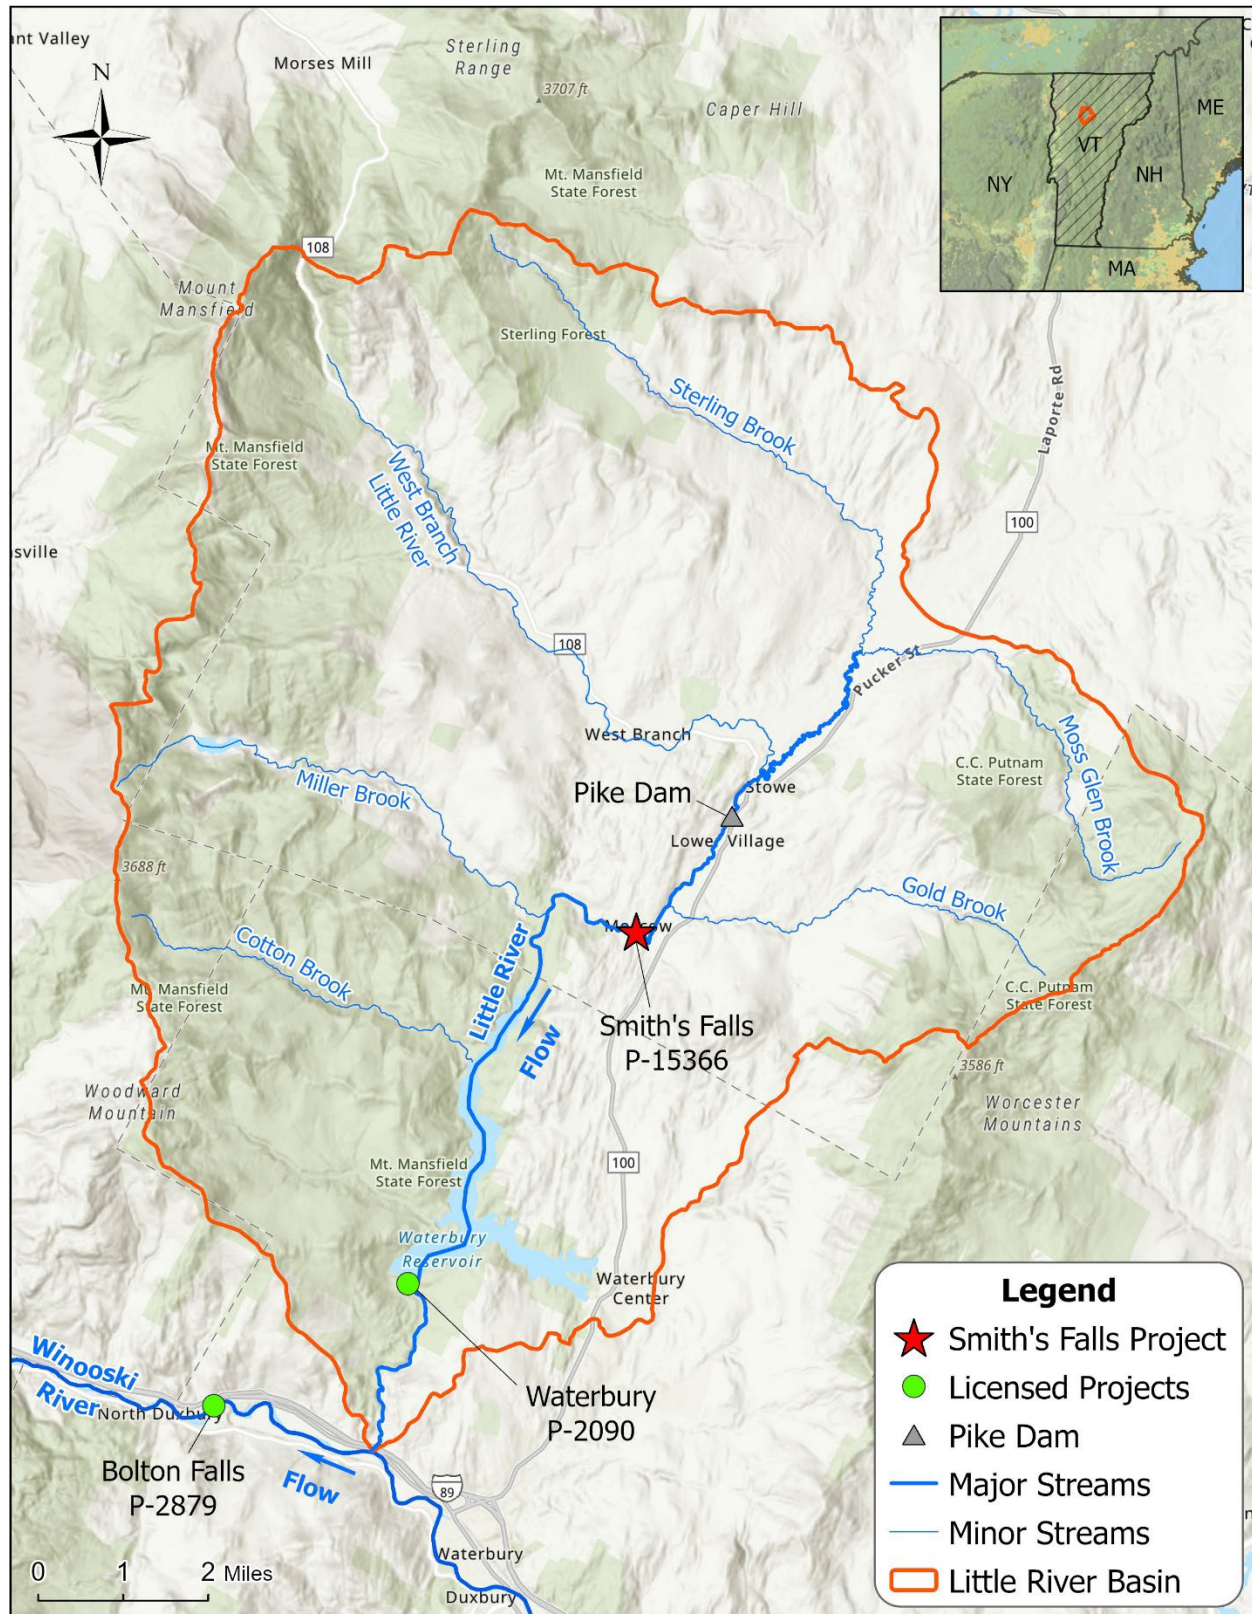 ant Valley
Morses Mill
Sterling
Range
3707 ft
Caper Hill
N
Mt. Mansfield
State Forest
ME
VT
NY
NH
MA
108
Mount
Mansfield
Sterling Forest
Sterling Brook
Laporte Rd
Mt. Mansfield
State Forest
West Branch
Little River
100
sville
108
Pucker St
West Branch
Moss Glen Brook
C.C. Putnam
State Forest
Miller Brook
Pike Dam
Stowe
Lower Village
3688 ft
Gold Brook
Moscow
Cotton Brook
Little River
Mt. Mansfield
State Forest
C.C. Putnam
State Forest
Flow
Smith's Falls
P-15366
3586 ft
Woodward
Mountain
Worcester
Mountains
Mt. Mansfield
State Forest
100
Waterbury
Reservoir
Waterbury
Center
Winooski
River
North Duxbury
Waterbury
P-2090
Bolton Falls
P-2879
Flow
89
Waterbury
Duxbury
0 1 2 Miles
Legend
Smith's Falls Project
Licensed Projects
Pike Dam
Major Streams
Minor Streams
Little River Basin